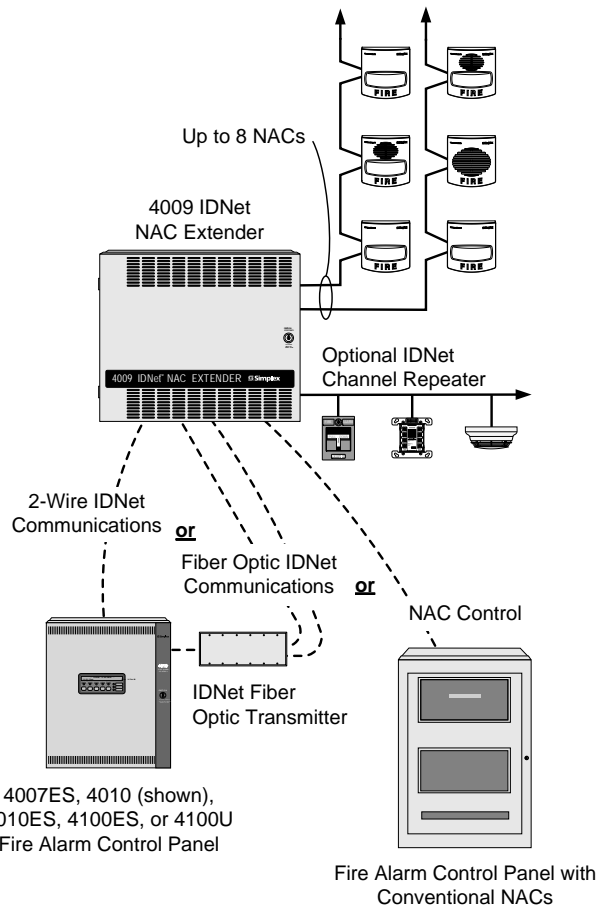 FIRE
FIRE
Up to 8 NACs
FIRE
FIRE
4009 IDNet
NAC Extender
FIRE
FIRE
4009 IDNet NAC EXTENDER Simplex
Optional IDNet
Channel Repeater
2-Wire IDNet
Communications or
Fiber Optic IDNet
Communications or
NAC Control
IDNet Fiber
Optic Transmitter
4007ES, 4010 (shown),
010ES, 4100ES, or 4100U
Fire Alarm Control Panel
Fire Alarm Control Panel with
Conventional NACs